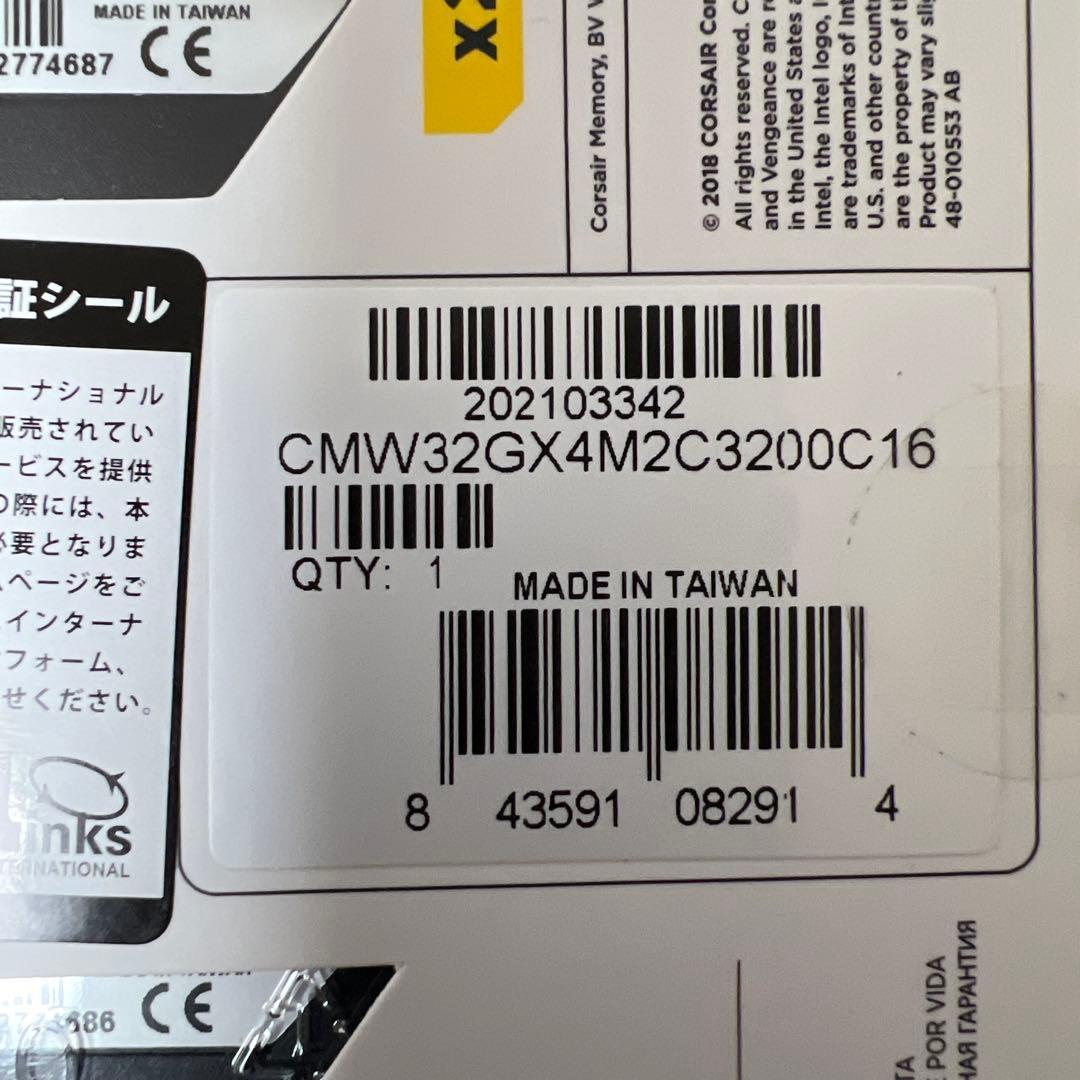 MADE IN TAIWAN
2774687 CE
X2
Corsair Memory, BV
© 2018 CORSAIR
All rights reserved.
and Vengeance are
in the United States
Intel, the Intel logo,
are trademarks of
U.S. and other
are the property of
Product may vary
48-010553 AB
証シール
ーナショナル
販売されてい
ービスを提供
の際には、本
必要となりま
ページをご
インターナ
フォーム、
せください。
inks
INTERNATIONAL
202103342
CMW32GX4M2C3200C16
QTY: 1
MADE IN TAIWAN
8 43591 08291 4
CE
POR VIDA
ГАРАНТИЯ